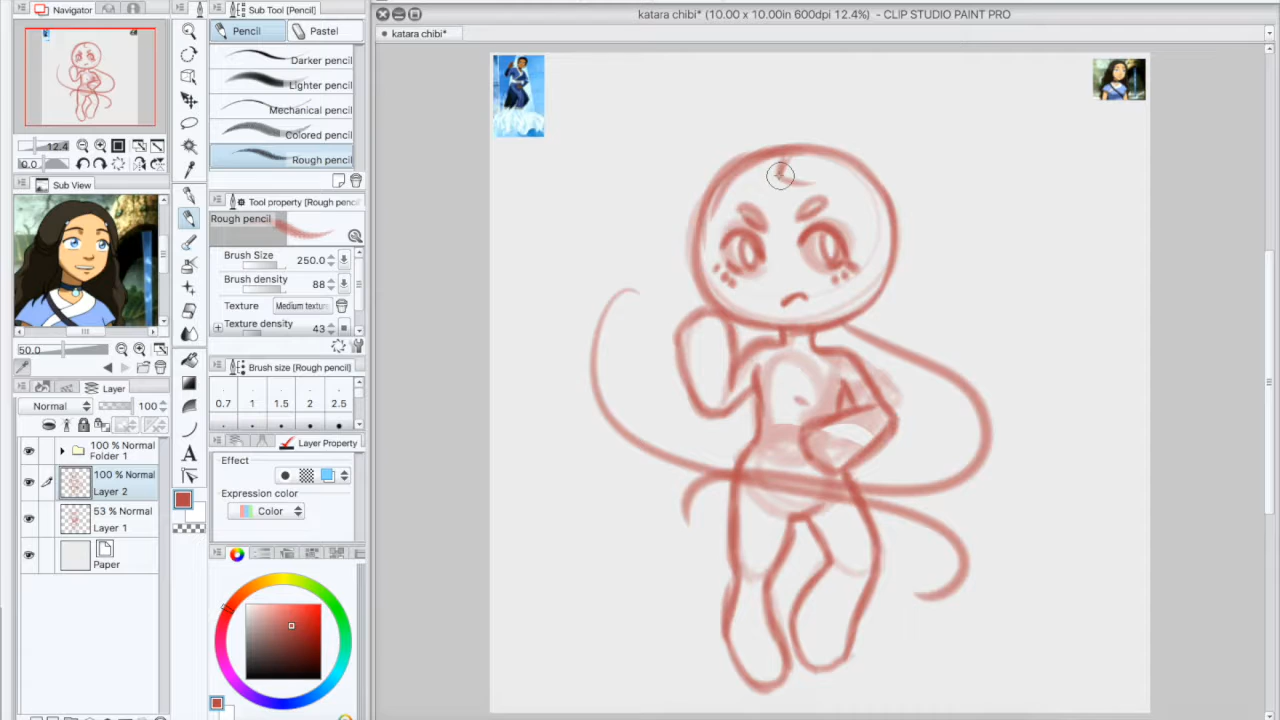 Navigator
Sub Tool [Pencil]
katara chibi* (10.00 x 10.00in 600dpi 12.4%) - CLIP STUDIO PAINT PRO
Pencil
Pastel
katara chibi*
Darker pencil
Lighter pencil
Mechanical pencil
Colored pencil
Rough pencil
12.4
0.0
Sub View
Tool property [Rough pencil]
Rough pencil
Brush Size
250.0
Brush density
88
Texture
Medium texture
Texture density
43
50.0
Brush size [Rough pencil]
0.7
1
1.5
2
2.5
Layer
Normal
100
100 % Normal
Folder 1
100 % Normal
Layer 2
53 % Normal
Layer 1
Paper
Layer Property
Effect
Expression color
Color
A